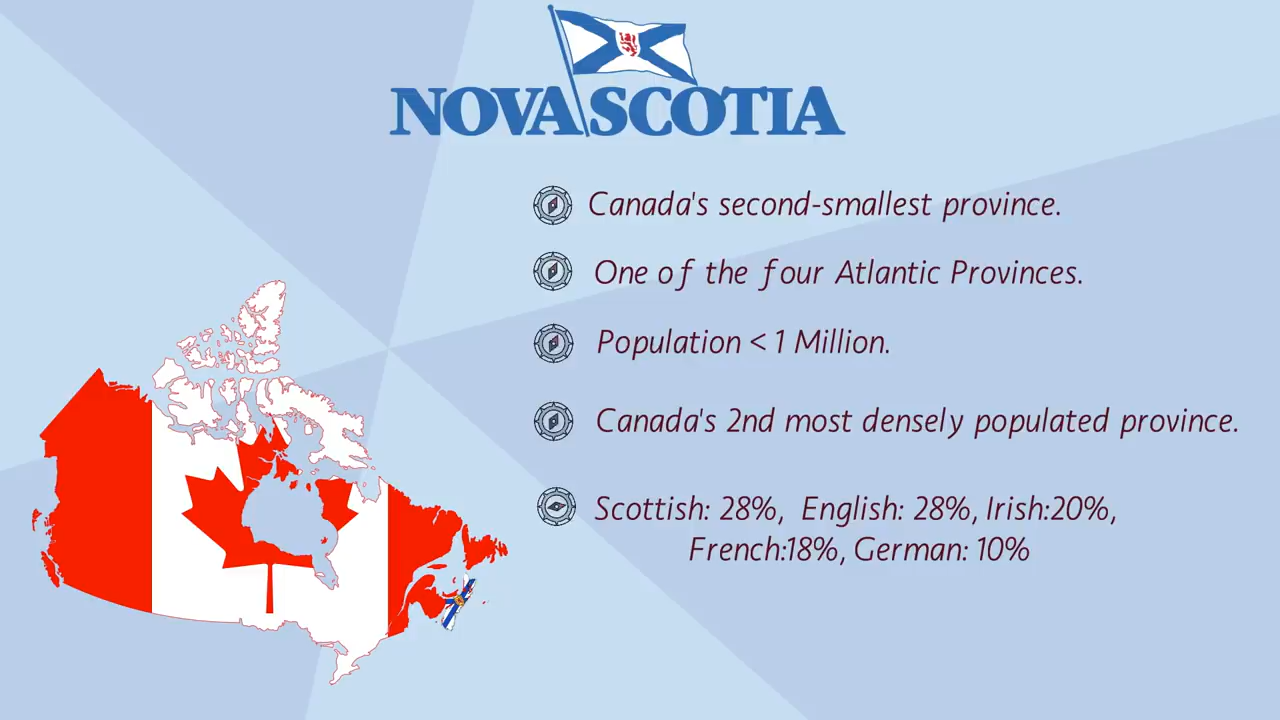 NOVA SCOTIA
Canada's second-smallest province.
One of the four Atlantic Provinces.
Population < 1 Million.
Canada's 2nd most densely populated province.
Scottish: 28%, English: 28%, Irish:20%,
French:18%, German: 10%